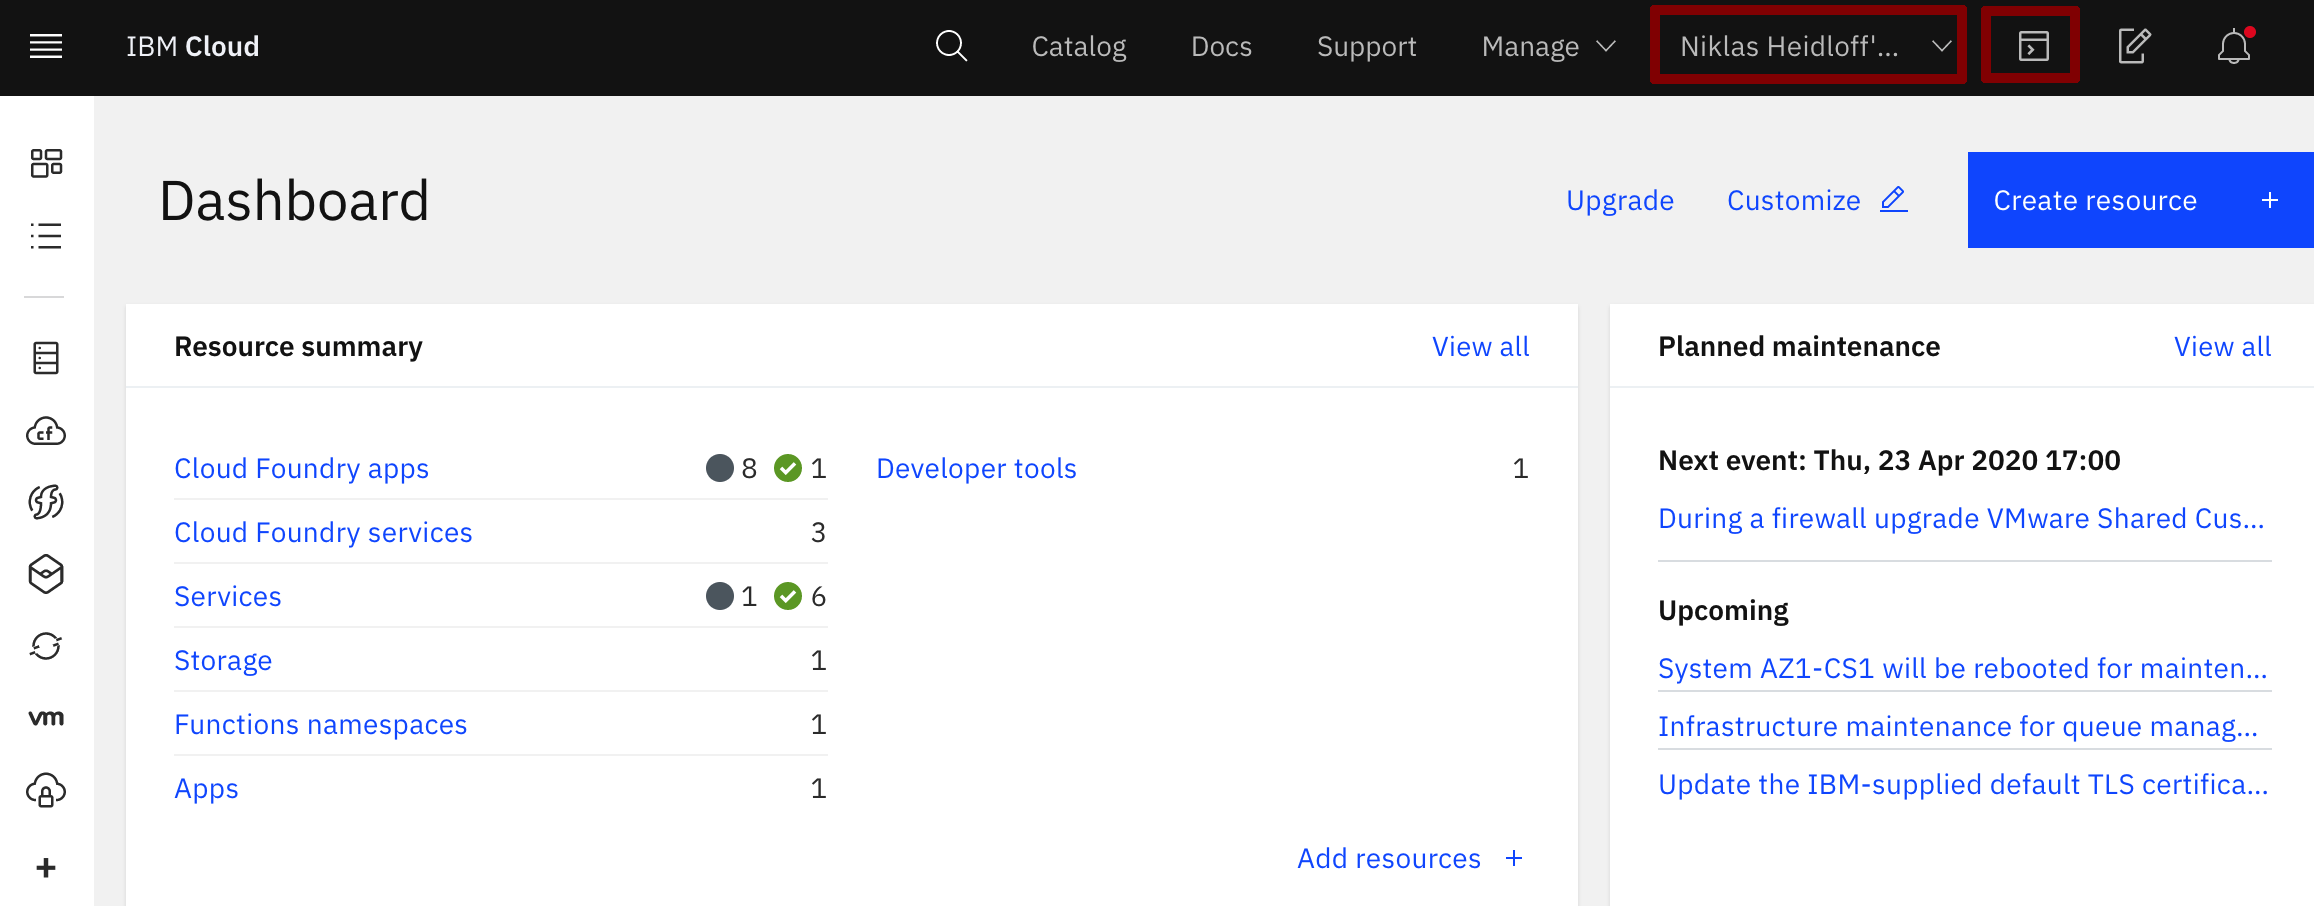 IBM Cloud
Catalog
Docs
Support
Manage
Niklas Heidloff'...
Dashboard
Upgrade
Customize
Create resource +
Resource summary
View all
Cloud Foundry apps 8 1
Cloud Foundry services 3
Services 1 6
Storage 1
Functions namespaces 1
Apps 1
Developer tools 1
Add resources +
Planned maintenance
View all
Next event: Thu, 23 Apr 2020 17:00
During a firewall upgrade VMware Shared Cus...
Upcoming
System AZ1-CS1 will be rebooted for mainten...
Infrastructure maintenance for queue manag...
Update the IBM-supplied default TLS certifica...
cf
vm
+